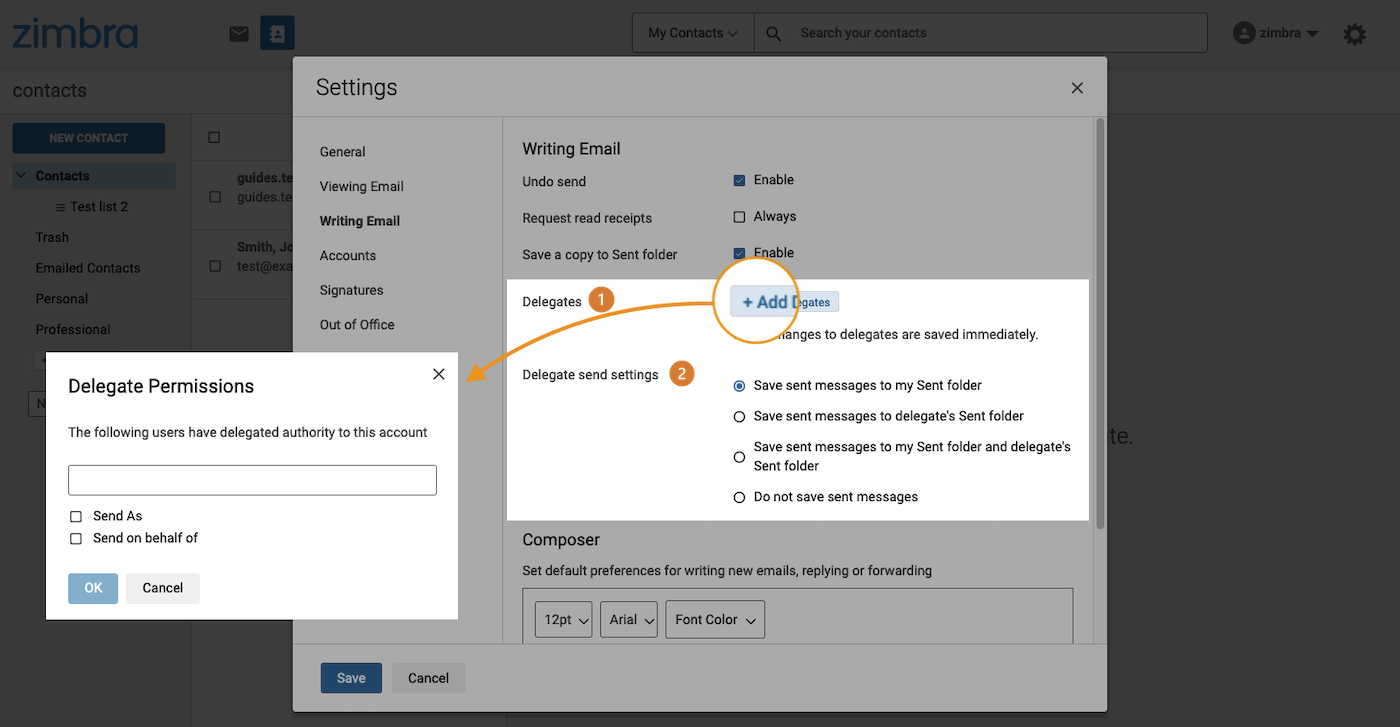 zimbra
My Contacts
Search your contacts
zimbra
contacts
Settings
NEW CONTACT
Contacts
Test list 2
Trash
Emailed Contacts
Personal
Professional
guides.te
guides.te
Smith, Jo
test@exa
General
Viewing Email
Writing Email
Accounts
Signatures
Out of Office
Writing Email
Undo send
Enable
Request read receipts
Always
Save a copy to Sent folder
Enable
Delegates 1
+ Add D egates
anges to delegates are saved immediately.
Delegate send settings 2
Save sent messages to my Sent folder
Save sent messages to delegate's Sent folder
Save sent messages to my Sent folder and delegate's
Sent folder
Do not save sent messages
Delegate Permissions
The following users have delegated authority to this account
Send As
Send on behalf of
OK
Cancel
N
te.
Composer
Set default preferences for writing new emails, replying or forwarding
12pt
Arial
Font Color
Save
Cancel